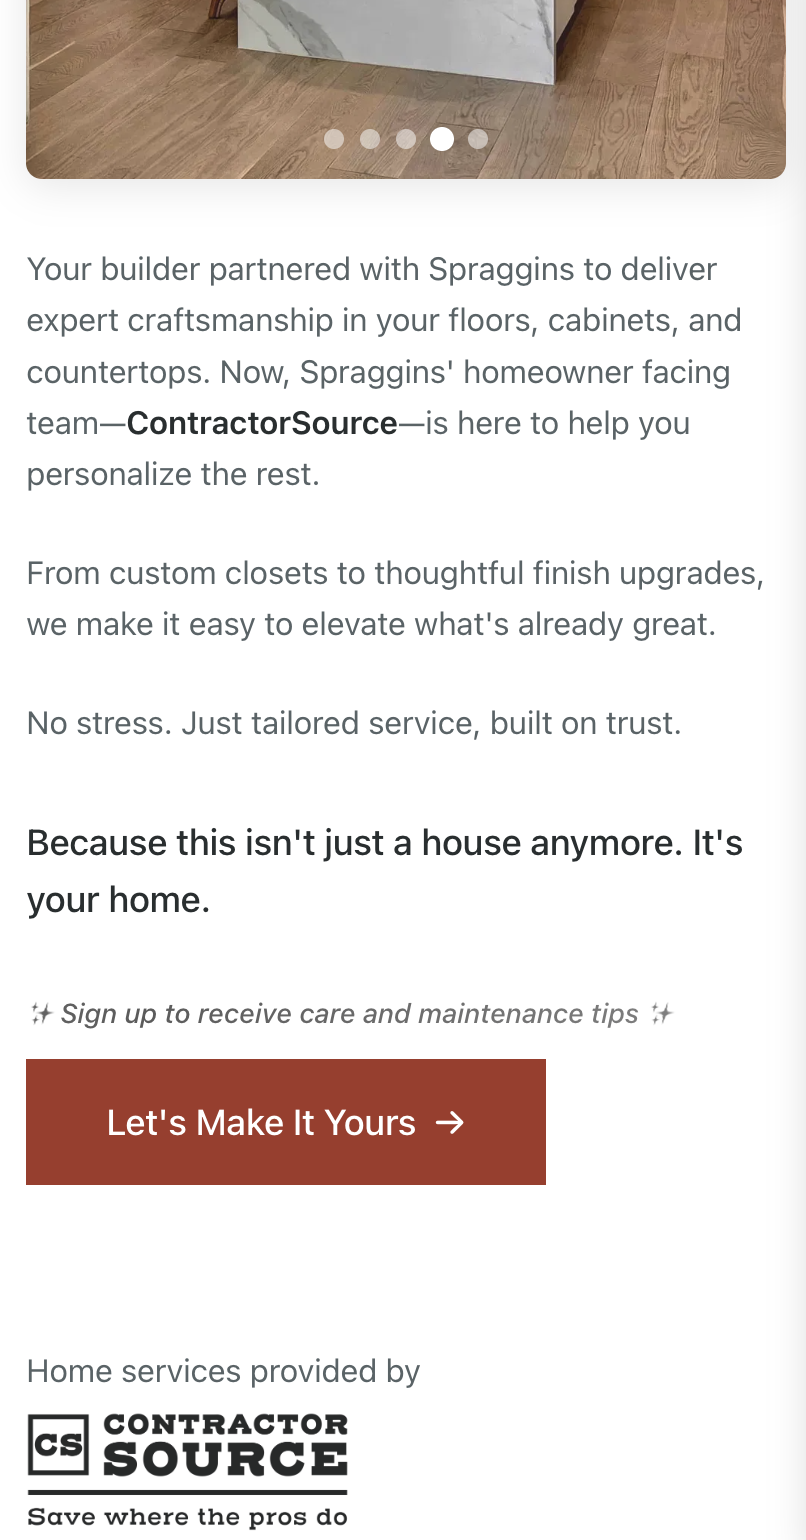 Your builder partnered with Spraggins to deliver
expert craftsmanship in your floors, cabinets, and
countertops. Now, Spraggins' homeowner facing
team—ContractorSource—is here to help you
personalize the rest.
From custom closets to thoughtful finish upgrades,
we make it easy to elevate what's already great.
No stress. Just tailored service, built on trust.
Because this isn't just a house anymore. It's
your home.
✨ Sign up to receive care and maintenance tips ✨
Let's Make It Yours →
Home services provided by
CS CONTRACTOR
SOURCE
Save where the pros do